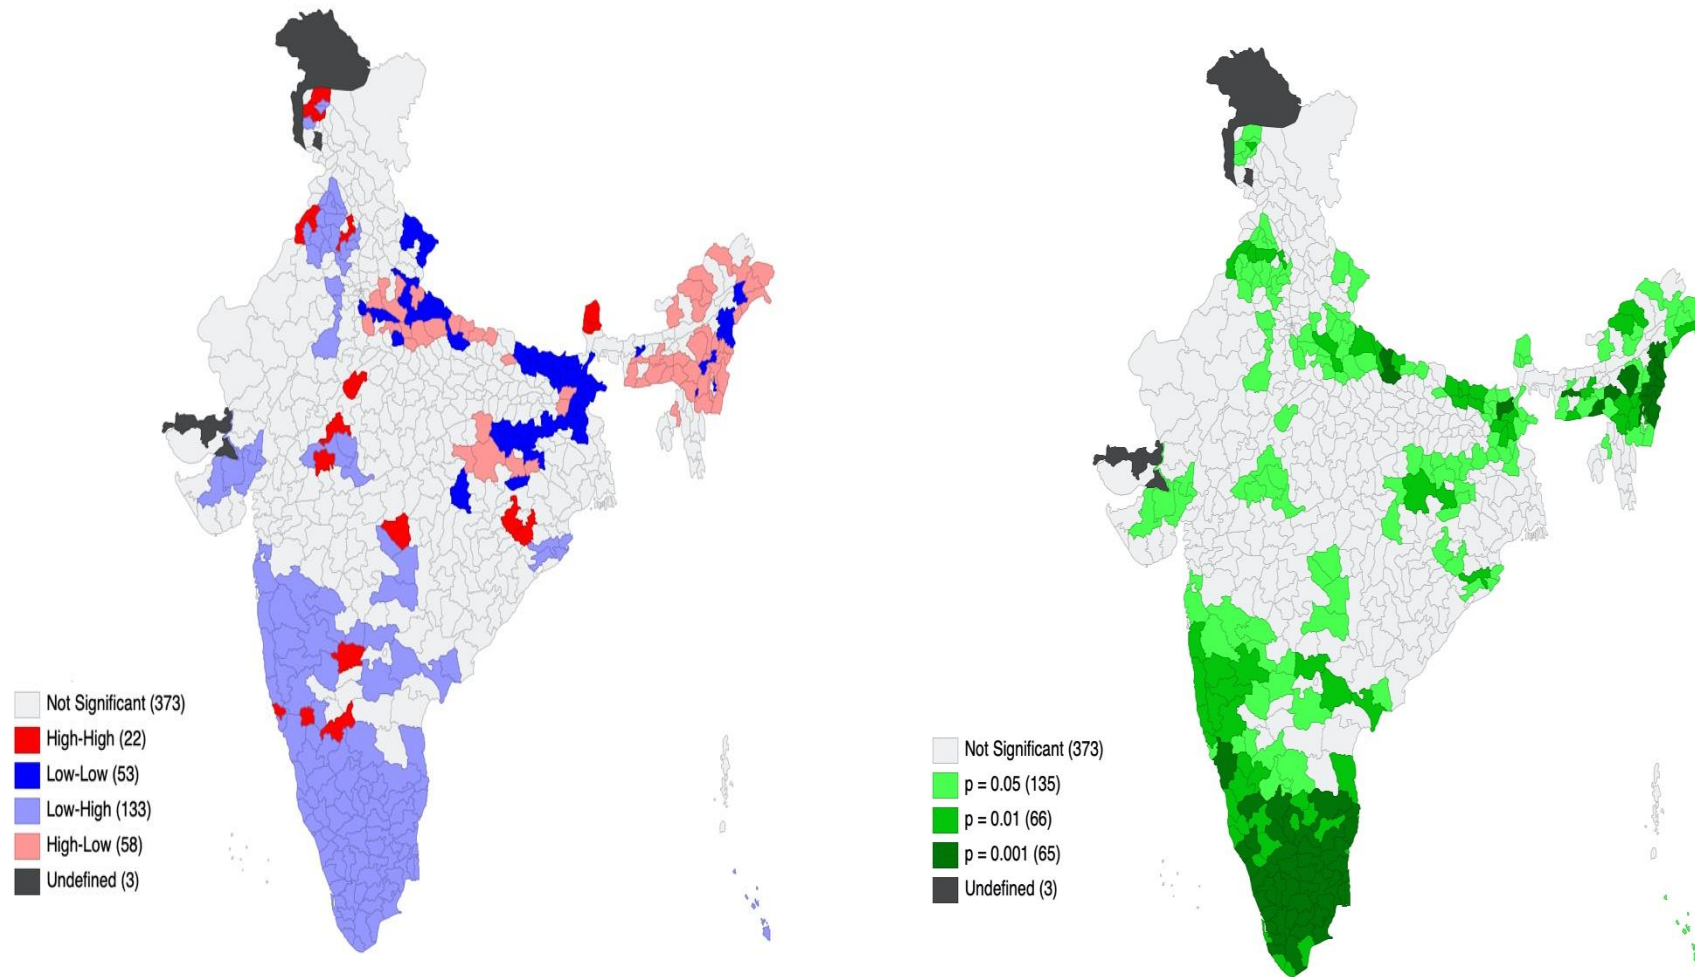 Not Significant (373)
High-High (22)
Low-Low (53)
Low-High (133)
High-Low (58)
Undefined (3)
Not Significant (373)
p = 0.05 (135)
p = 0.01 (66)
p = 0.001 (65)
Undefined (3)